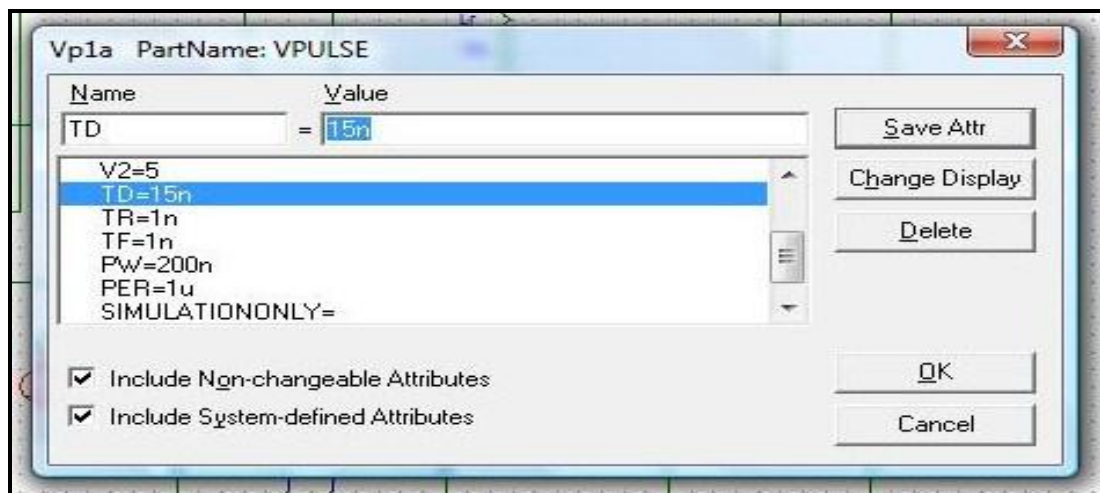 Vp1a PartName: VPULSE
Name Value
TD = 15n
Save Attr
V2=5
TD=15n
TR=1n
TF=1n
PW=200n
PER=1u
SIMULATIONONLY=
Change Display
Delete
Include Non-changeable Attributes
Include System-defined Attributes
OK
Cancel